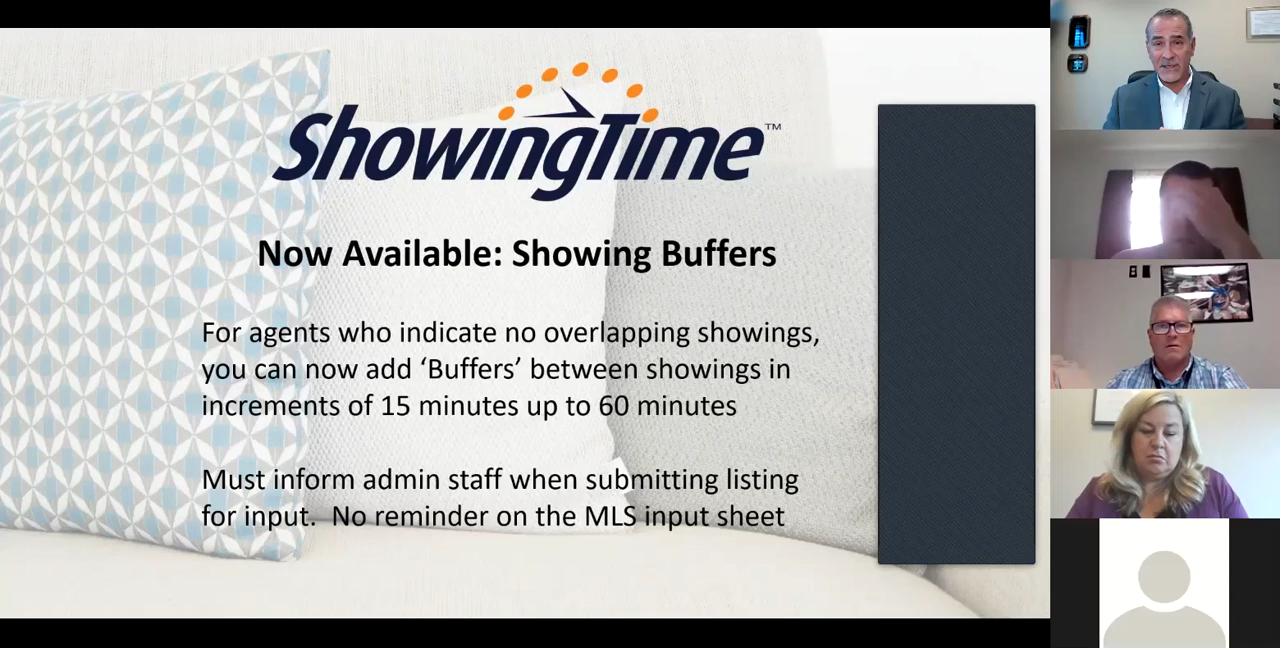 ShowingTime™
Now Available: Showing Buffers
For agents who indicate no overlapping showings,
you can now add ‘Buffers’ between showings in
increments of 15 minutes up to 60 minutes
Must inform admin staff when submitting listing
for input.  No reminder on the MLS input sheet